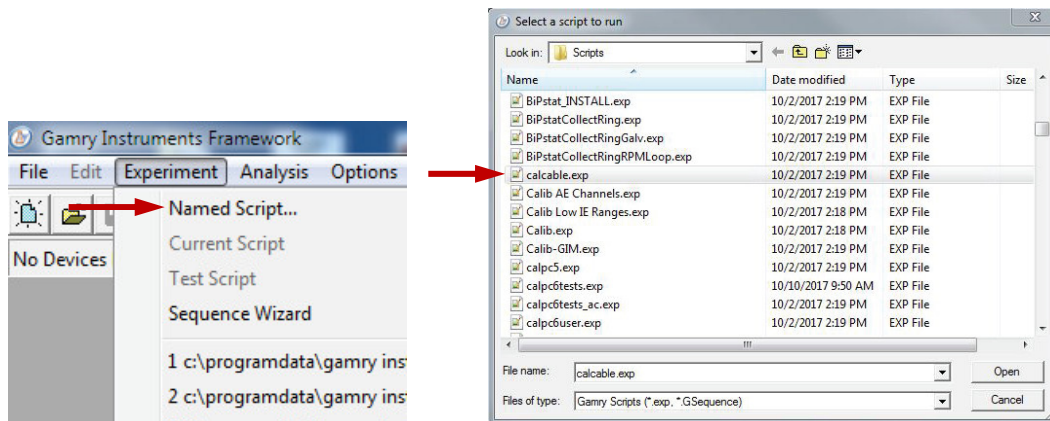 Gamry Instruments Framework
File Edit Experiment Analysis Options
Named Script...
No Devices
Current Script
Test Script
Sequence Wizard
1 c:\programdata\gamry ins
2 c:\programdata\gamry ins
Select a script to run
Look in: Scripts
Name Date modified Type Size
BiPstat_INSTALL.exp 10/2/2017 2:19 PM EXP File
BiPstatCollectRing.exp 10/2/2017 2:19 PM EXP File
BiPstatCollectRingGalv.exp 10/2/2017 2:19 PM EXP File
BiPstatCollectRingRPMLoop.exp 10/2/2017 2:19 PM EXP File
calcable.exp 10/2/2017 2:19 PM EXP File
Calib AE Channels.exp 10/2/2017 2:19 PM EXP File
Calib Low IE Ranges.exp 10/2/2017 2:18 PM EXP File
Calib.exp 10/2/2017 2:18 PM EXP File
Calib-GIM.exp 10/2/2017 2:19 PM EXP File
calpc5.exp 10/2/2017 2:19 PM EXP File
calpc6tests.exp 10/10/2017 9:50 AM EXP File
calpc6tests_ac.exp 10/2/2017 2:19 PM EXP File
calpc6user.exp 10/2/2017 2:19 PM EXP File
File name: calcable.exp Open
Files of type: Gamry Scripts (*.exp, *.GSequence) Cancel